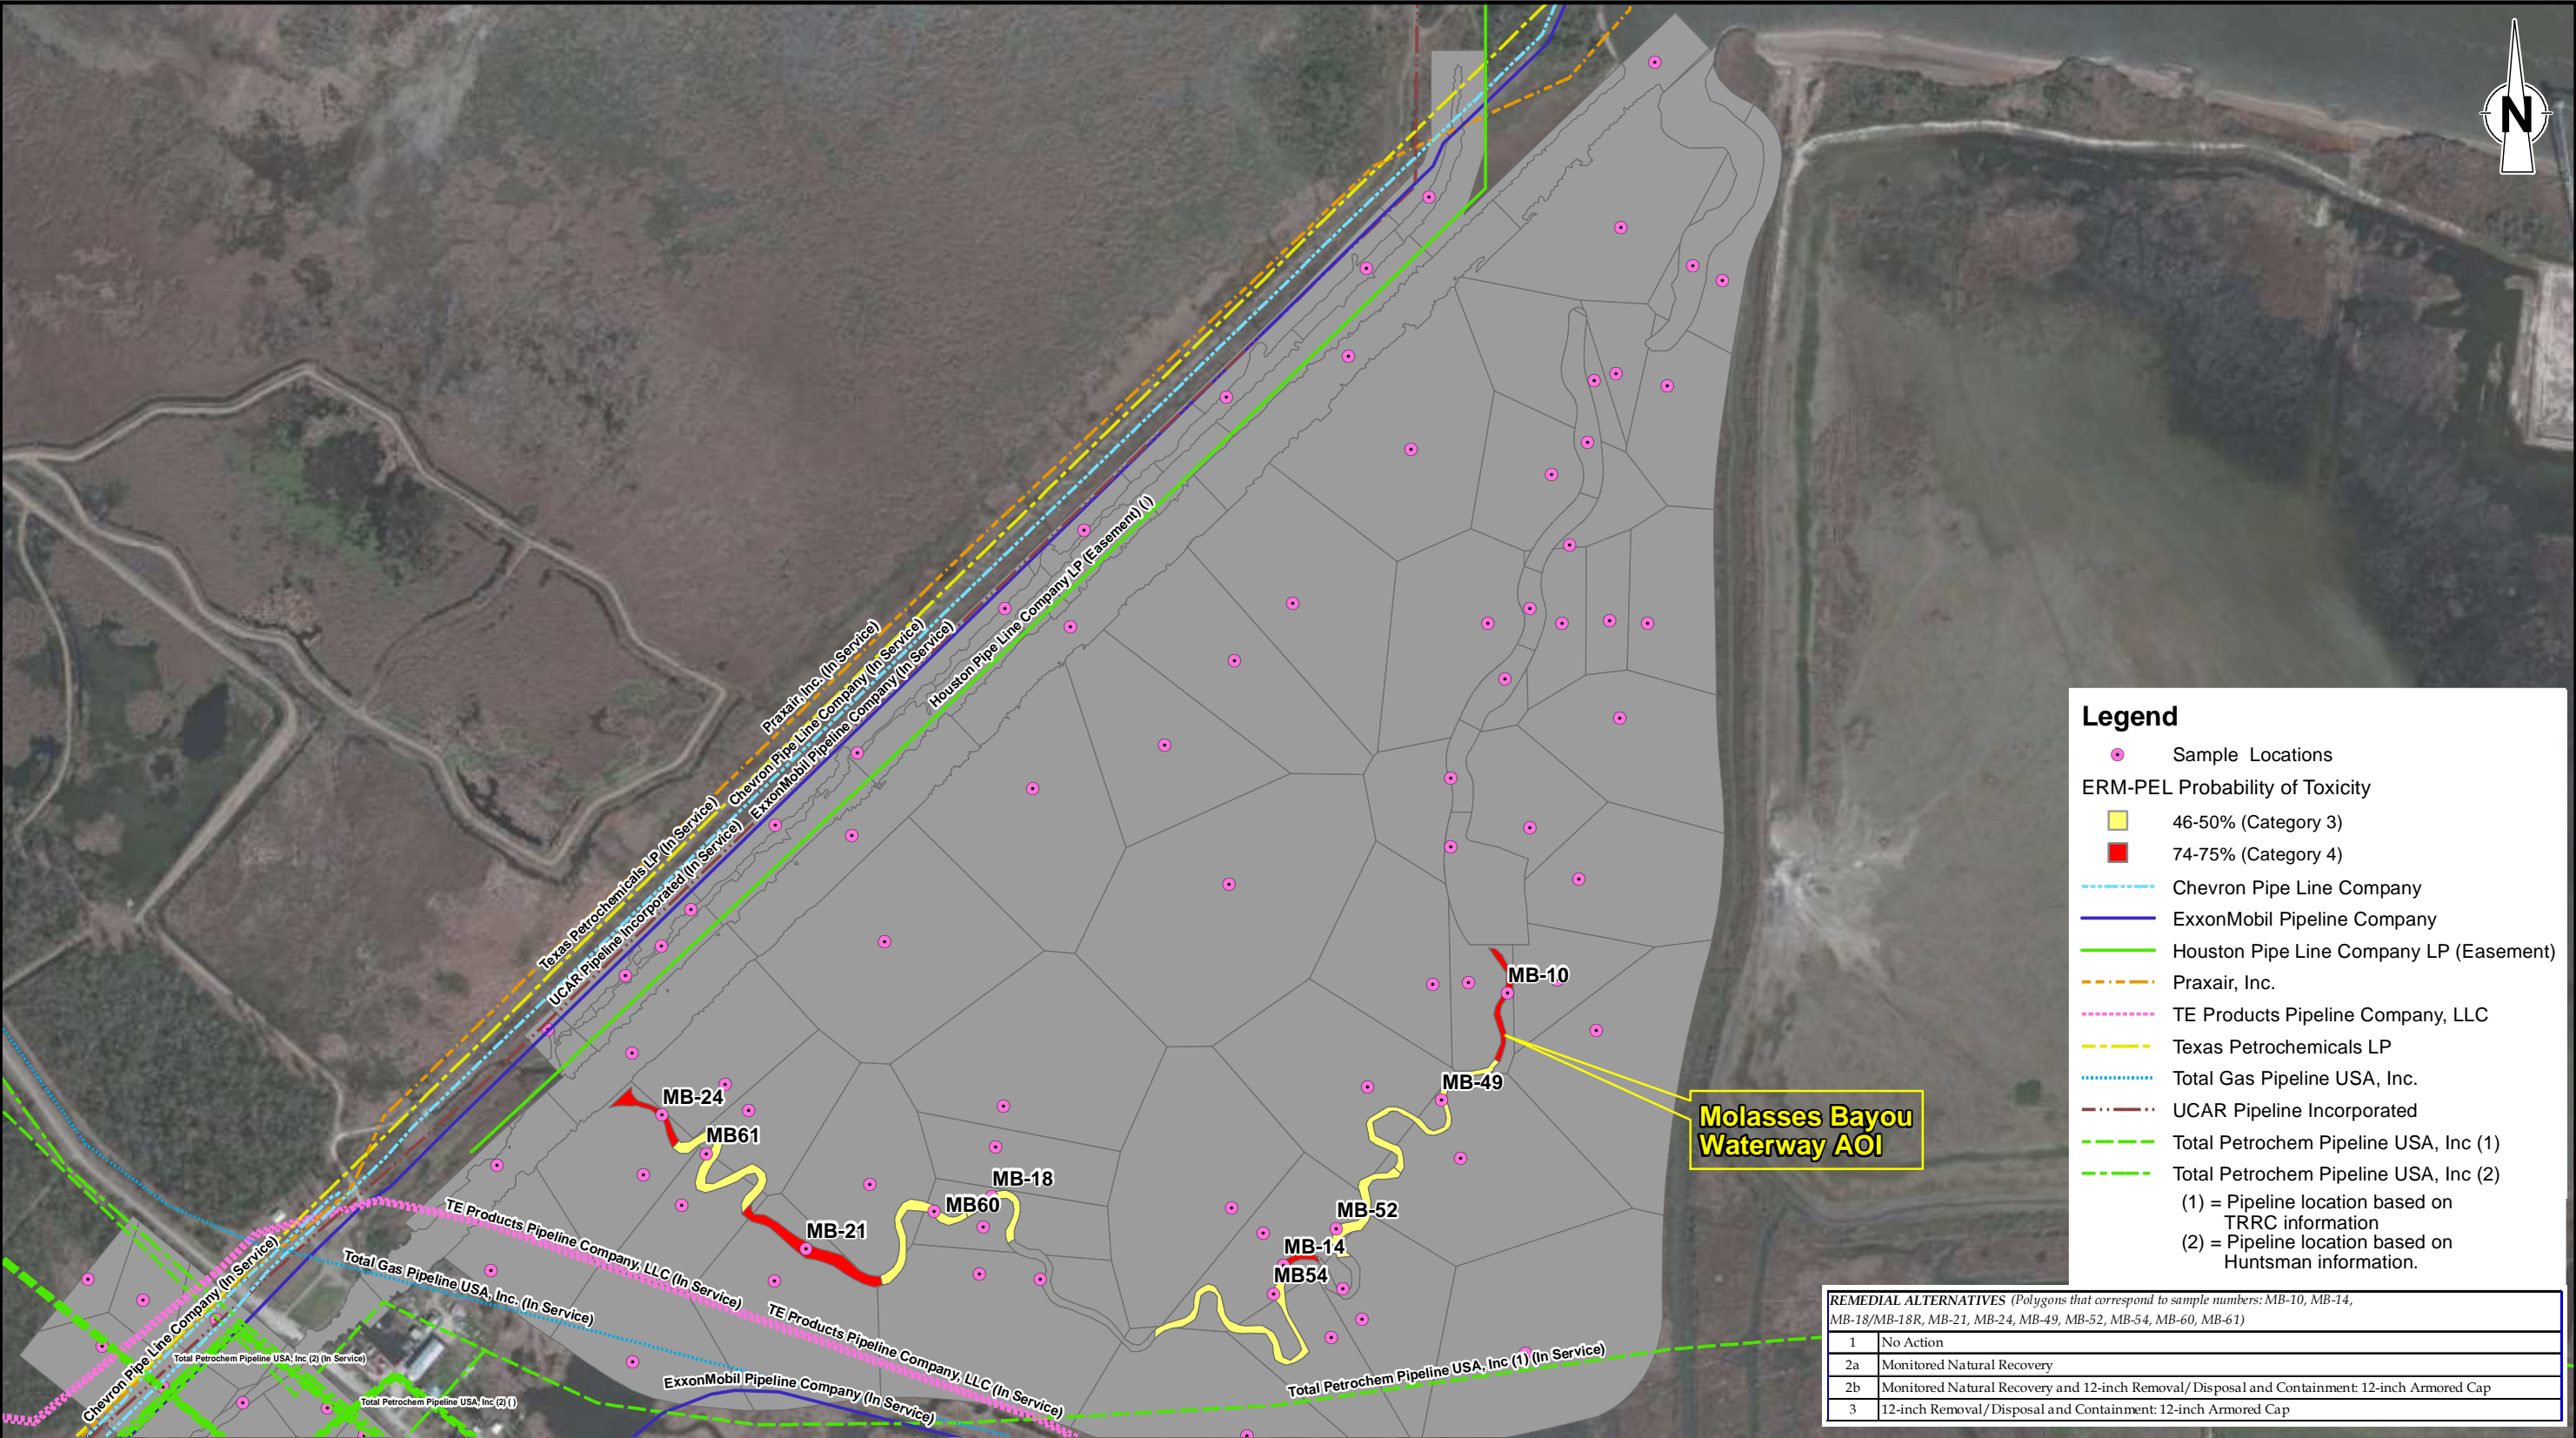 N
Praxair, Inc. (In Service)
Chevron Pipe Line Company (In Service)
ExxonMobil Pipeline Company (In Service)
Houston Pipe Line Company LP (Easement) ()
Texas Petrochemicals LP (In Service)
UCAR Pipeline Incorporated (In Service)
MB-10
MB-49
MB-24
MB61
MB-18
MB60
MB-21
MB-52
MB-14
MB54
Molasses Bayou
Waterway AOI
TE Products Pipeline Company, LLC (In Service)
Total Gas Pipeline USA, Inc. (In Service)
TE Products Pipeline Company, LLC (In Service)
ExxonMobil Pipeline Company (In Service)
Total Petrochem Pipeline USA, Inc (1) (In Service)
Chevron Pipe Line Company (In Service)
Total Petrochem Pipeline USA, Inc (2) (In Service)
Total Petrochem Pipeline USA, Inc (2) ()
Legend
Sample Locations
ERM-PEL Probability of Toxicity
46-50% (Category 3)
74-75% (Category 4)
Chevron Pipe Line Company
ExxonMobil Pipeline Company
Houston Pipe Line Company LP (Easement)
Praxair, Inc.
TE Products Pipeline Company, LLC
Texas Petrochemicals LP
Total Gas Pipeline USA, Inc.
UCAR Pipeline Incorporated
Total Petrochem Pipeline USA, Inc (1)
Total Petrochem Pipeline USA, Inc (2)
(1) = Pipeline location based on
TRRC information
(2) = Pipeline location based on
Huntsman information.
REMEDIAL ALTERNATIVES (Polygons that correspond to sample numbers: MB-10, MB-14,
MB-18/MB-18R, MB-21, MB-24, MB-49, MB-52, MB-54, MB-60, MB-61)
1 No Action
2a Monitored Natural Recovery
2b Monitored Natural Recovery and 12-inch Removal/Disposal and Containment: 12-inch Armored Cap
3 12-inch Removal/Disposal and Containment: 12-inch Armored Cap